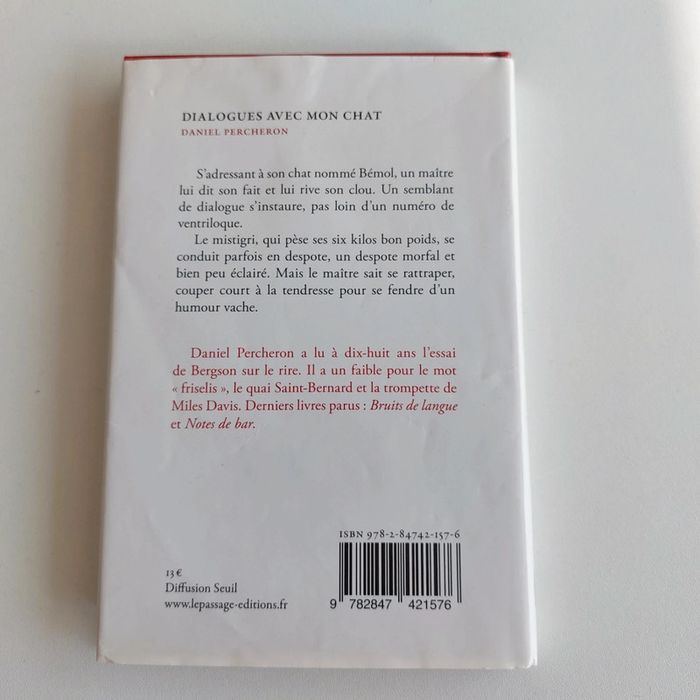 DIALOGUES AVEC MON CHAT
DANIEL PERCHERON
S'adressant à son chat nommé Bémol, un maître
lui dit son fait et lui rive son clou. Un semblant
de dialogue s'instaure, pas loin d'un numéro de
ventriloque.
Le mistigri, qui pèse ses six kilos bon poids, se
conduit parfois en despote, un despote morfal et
bien peu éclairé. Mais le maître sait se rattraper,
couper court à la tendresse pour se fendre d'un
humour vache.
Daniel Percheron a lu à dix-huit ans l'essai
de Bergson sur le rire. Il a un faible pour le mot
« friselis », le quai Saint-Bernard et la trompette de
Miles Davis. Derniers livres parus : Bruits de langue
et Notes de bar.
ISBN 978-2-84742-157-6
13 €
Diffusion Seuil
www.lepassage-editions.fr
9 782847 421576